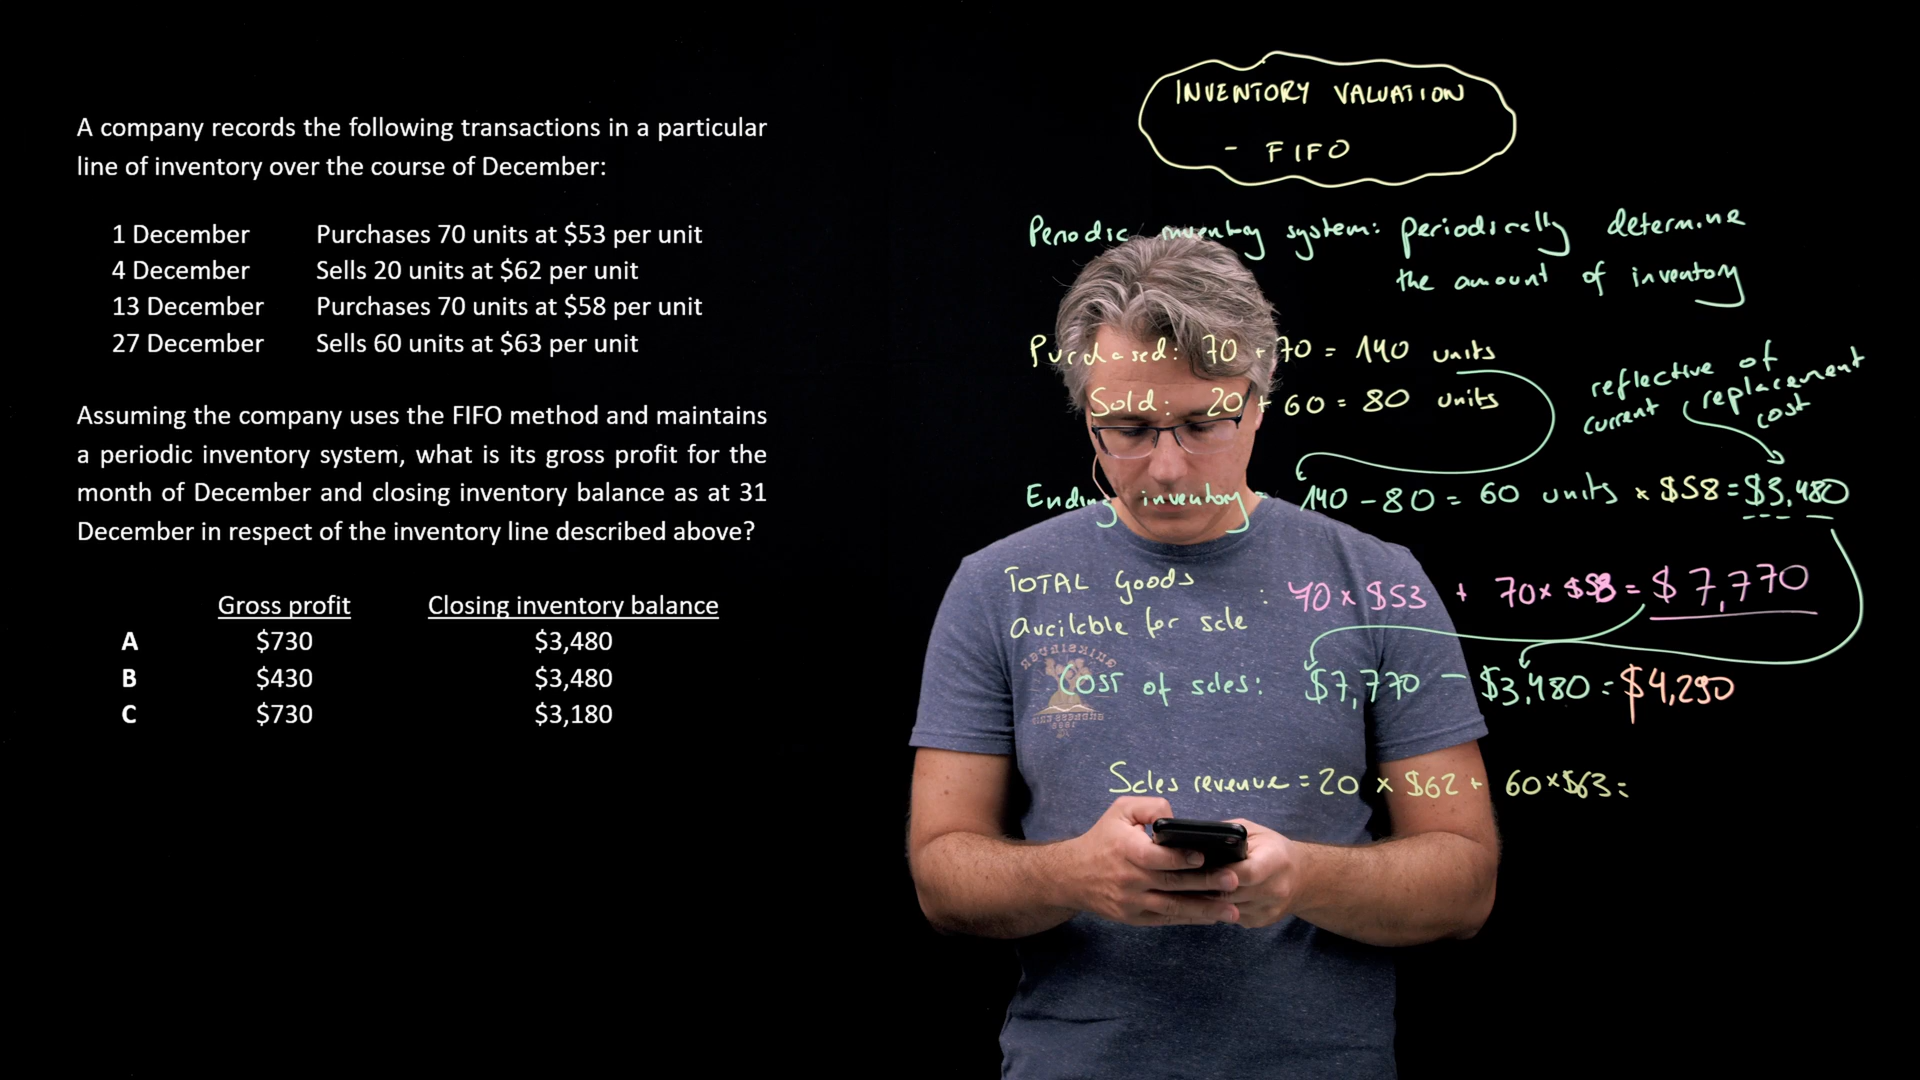 A company records the following transactions in a particular
line of inventory over the course of December:
1 December Purchases 70 units at $53 per unit
4 December Sells 20 units at $62 per unit
13 December Purchases 70 units at $58 per unit
27 December Sells 60 units at $63 per unit
Assuming the company uses the FIFO method and maintains
a periodic inventory system, what is its gross profit for the
month of December and closing inventory balance as at 31
December in respect of the inventory line described above?
Gross profit Closing inventory balance
A $730 $3,480
B $430 $3,480
C $730 $3,180
INVENTORY VALUATION
- FIFO
Periodic inventory system: periodically determine
the amount of inventory
Purchased: 70 + 70 = 140 units
Sold: 20 + 60 = 80 units
reflective of
current replacement
cost
Ending inventory = 140 - 80 = 60 units × $58 = $3,480
TOTAL Goods
available for sale : 70 × $53 + 70 × $58 = $7,770
Cost of sales: $7,770 - $3,480 = $4,290
Sales revenue = 20 × $62 + 60 × $63 =